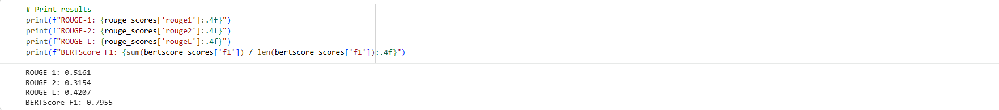 # Print results
print(f"ROUGE-1: {rouge_scores['rouge1']:.4f}")
print(f"ROUGE-2: {rouge_scores['rouge2']:.4f}")
print(f"ROUGE-L: {rouge_scores['rougeL']:.4f}")
print(f"BERTScore F1: {sum(bertscore_scores['f1']) / len(bertscore_scores['f1']):.4f}")
ROUGE-1: 0.5161
ROUGE-2: 0.3154
ROUGE-L: 0.4207
BERTScore F1: 0.7955